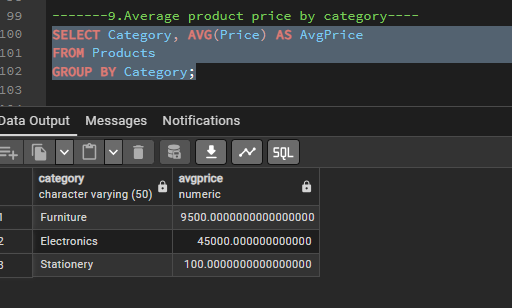 99 -------9.Average product price by category----
100 SELECT Category, AVG(Price) AS AvgPrice
101 FROM Products
102 GROUP BY Category;
103
Data Output Messages Notifications
SQL
category avgprice
character varying (50) numeric
1 Furniture 9500.0000000000000000
2 Electronics 45000.000000000000
3 Stationery 100.0000000000000000